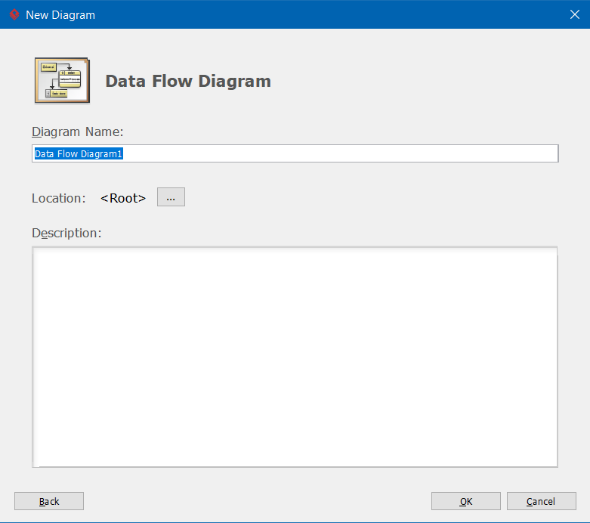 New Diagram
Data Flow Diagram
Diagram Name:
Data Flow Diagram1
Location: <Root> ...
Description:
Back OK Cancel